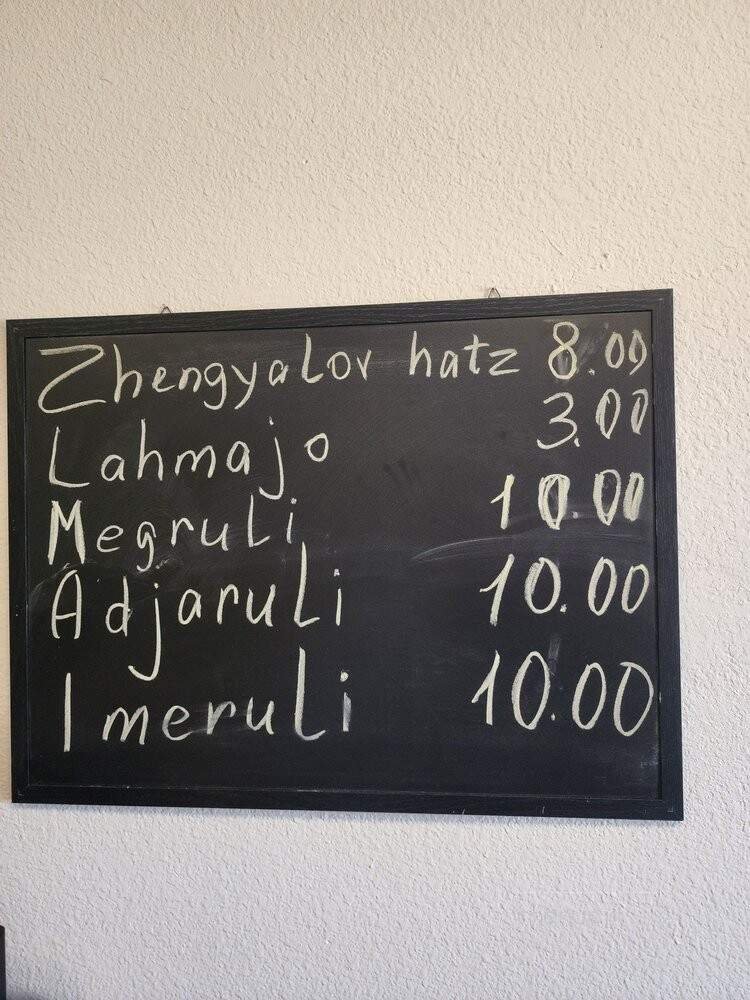 Zhengyalov hatz 8.00
Lahmajo 3.00
Megruli 10.00
Adjaruli 10.00
Imeruli 10.00